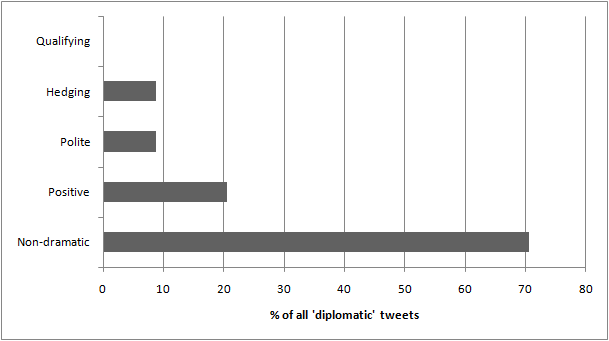 Qualifying
Hedging
Polite
Positive
Non-dramatic
0 10 20 30 40 50 60 70 80
% of all 'diplomatic' tweets